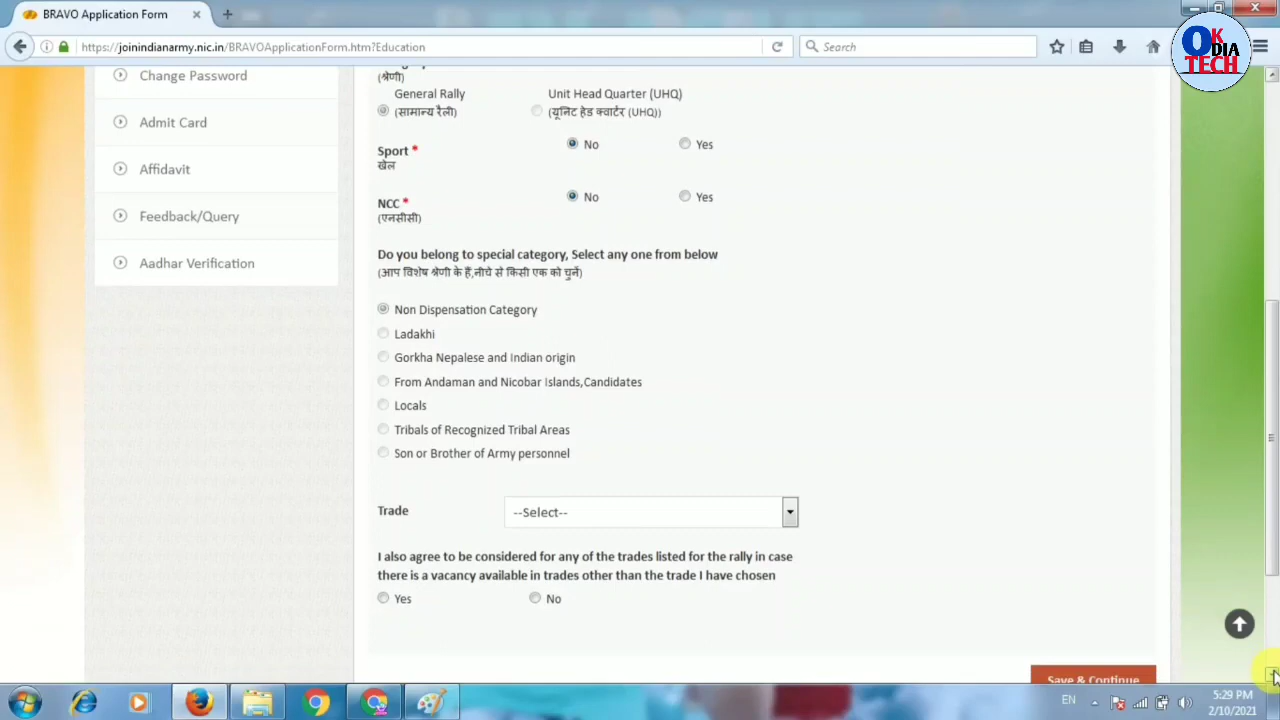 BRAVO Application Form
https://joinindianarmy.nic.in/BRAVOApplicationForm.htm?Education
Search
OK
DIA
TECH
Change Password
Admit Card
Affidavit
Feedback/Query
Aadhar Verification
(श्रेणी)
General Rally
(सामान्य रैली)
Unit Head Quarter (UHQ)
(यूनिट हेड क्वार्टर (UHQ))
Sport *
खेल
No
Yes
NCC *
(एनसीसी)
No
Yes
Do you belong to special category, Select any one from below
(आप विशेष श्रेणी के हैं,नीचे से किसी एक को चुनें)
Non Dispensation Category
Ladakhi
Gorkha Nepalese and Indian origin
From Andaman and Nicobar Islands,Candidates
Locals
Tribals of Recognized Tribal Areas
Son or Brother of Army personnel
Trade
--Select--
I also agree to be considered for any of the trades listed for the rally in case
there is a vacancy available in trades other than the trade I have chosen
Yes
No
Save & Continue
EN
5:29 PM
2/10/2021